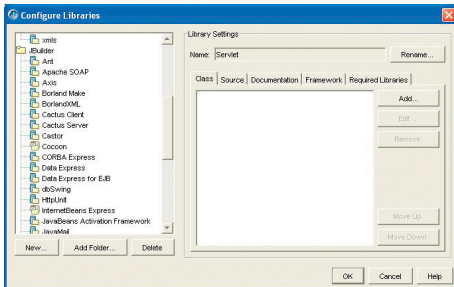 Configure Libraries
xmls
JBuilder
Ant
Apache SOAP
Axis
Borland Make
BorlandXML
Cactus Client
Cactus Server
Castor
Cocoon
CORBA Express
Data Express
Data Express for EJB
dbSwing
HttpUnit
InternetBeans Express
JavaBeans Activation Framework
JavaMail
New...
Add Folder...
Delete
Library Settings
Name: Servlet
Rename...
Class Source Documentation Framework Required Libraries
Add...
Edit...
Remove
Move Up
Move Down
OK
Cancel
Help